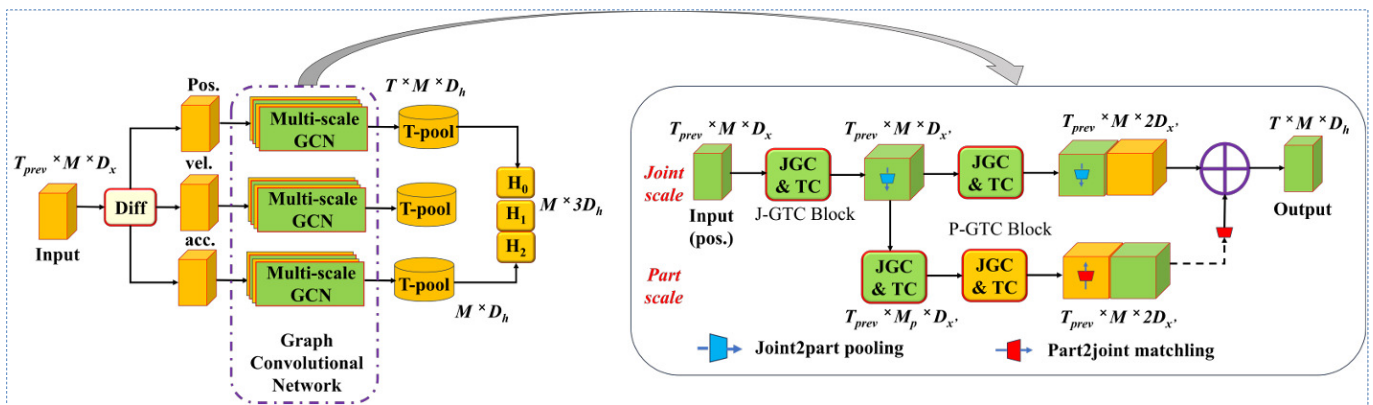 T_prev × M × D_x
Input
Diff
Pos.
vel.
acc.
Multi-scale
GCN
Multi-scale
GCN
Multi-scale
GCN
Graph
Convolutional
Network
T × M × D_h
T-pool
T-pool
T-pool
M × D_h
H_0
H_1
H_2
M × 3D_h
T_prev × M × D_x
Joint
scale
Input
(pos.)
JGC
& TC
J-GTC Block
T_prev × M × D_x'
JGC
& TC
T_prev × M × 2D_x'
T × M × D_h
Output
P-GTC Block
Part
scale
JGC
& TC
JGC
& TC
T_prev × M_p × D_x'
T_prev × M × 2D_x'
Joint2part pooling
Part2joint matchling